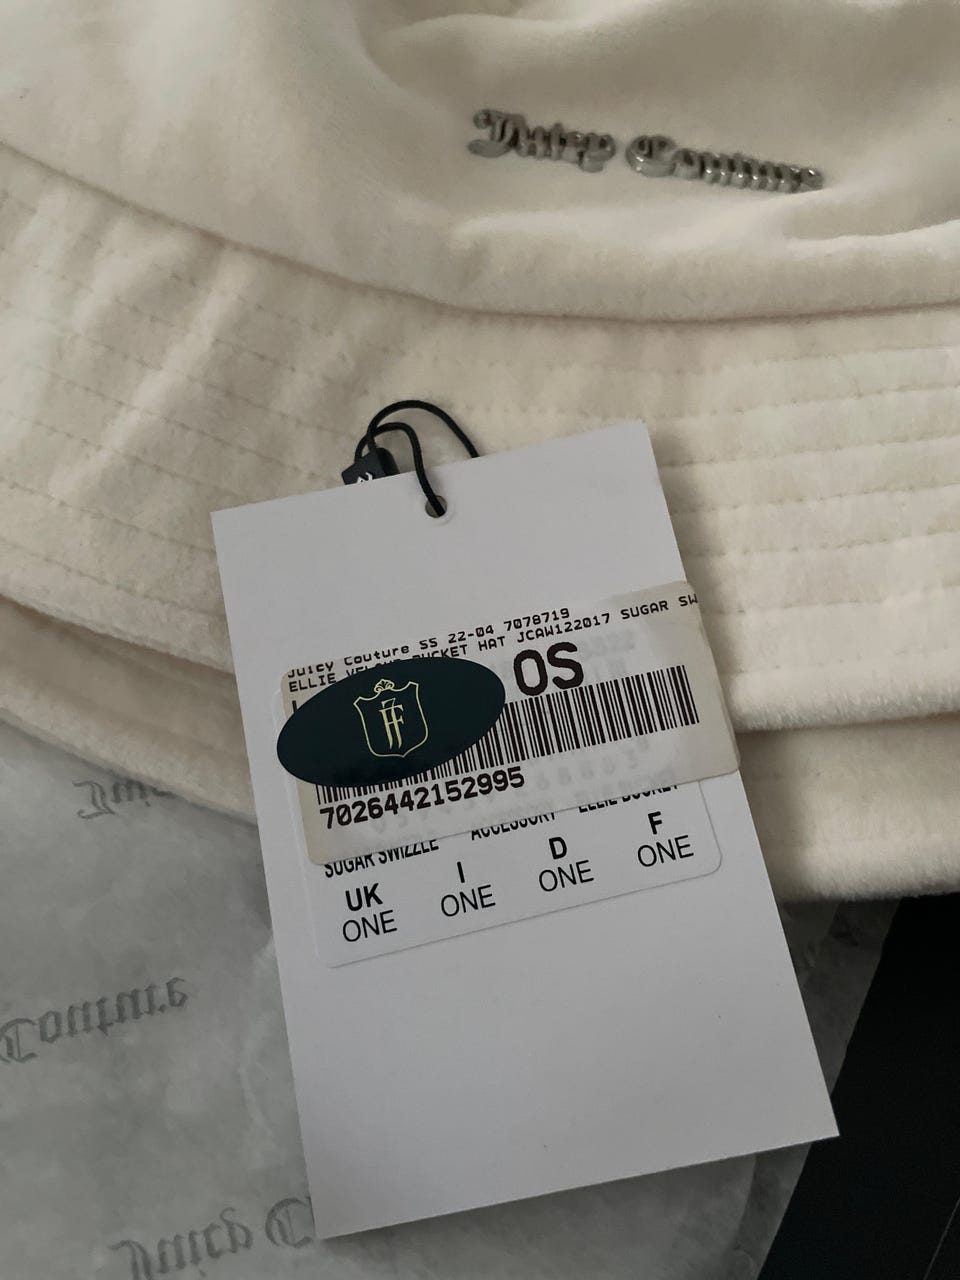 Juicy Couture
Juicy Couture SS 22-04 7078719
ELLIE VELOUR BUCKET HAT JCAW122017 SUGAR SW
OS
7026442152995
SUGAR SWIZZLE ACCESSORY ELLIE BUCKET
UK I D F
ONE ONE ONE ONE
Couture
Juicy C